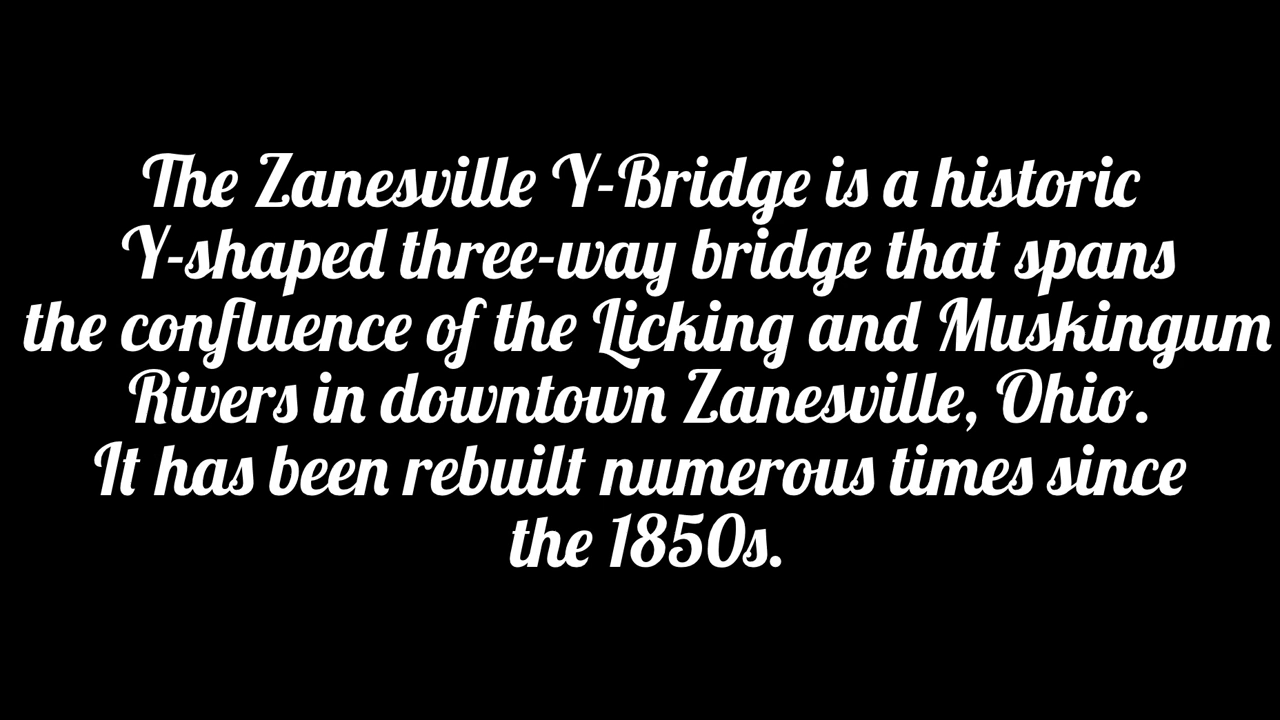 The Zanesville Y-Bridge is a historic
Y-shaped three-way bridge that spans
the confluence of the Licking and Muskingum
Rivers in downtown Zanesville, Ohio.
It has been rebuilt numerous times since
the 1850s.